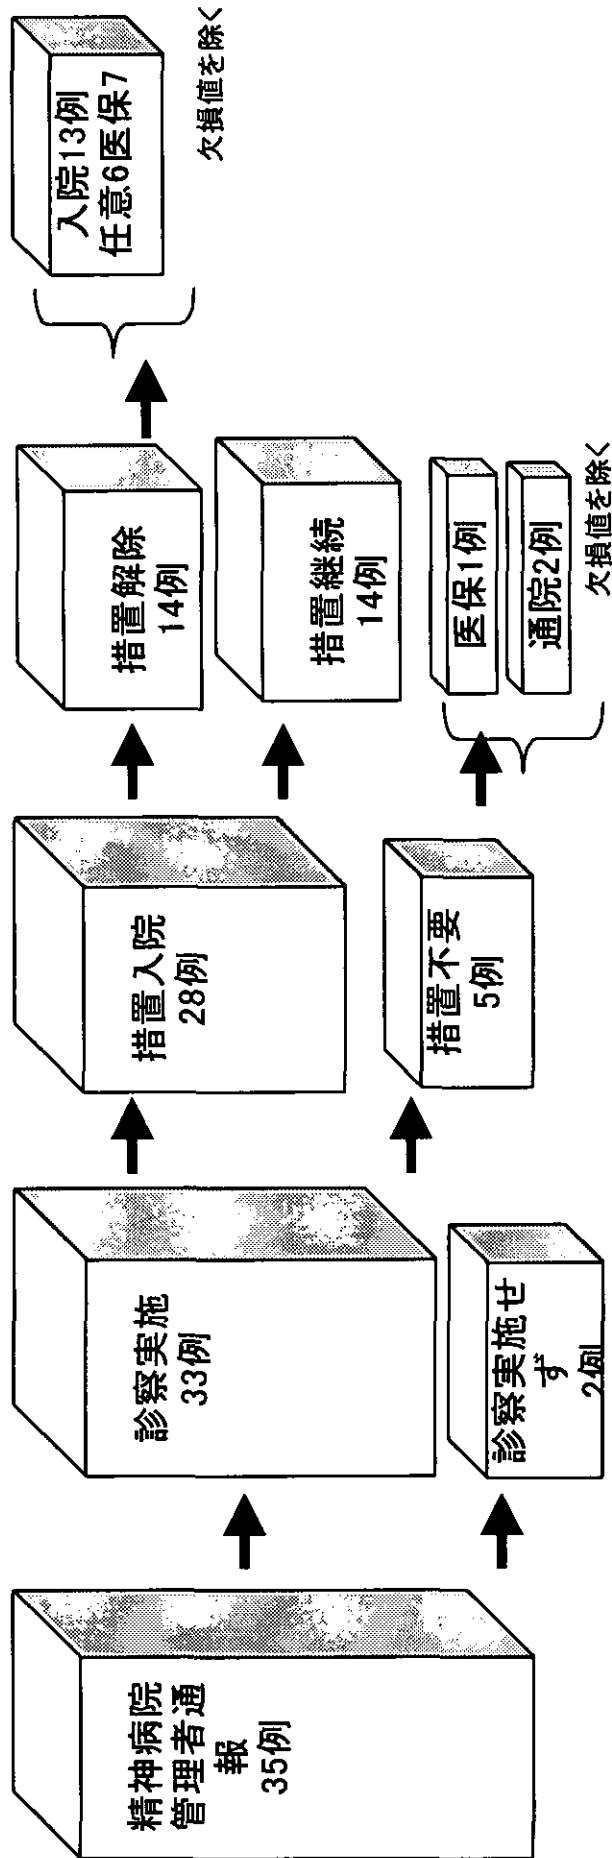 精神病院
管理者通
報
35例
診察実施
33例
診察実施せ
ず
2例
措置入院
28例
措置不要
5例
措置解除
14例
措置継続
14例
医保1例
通院2例
欠損値を除く
入院13例
任意6医保7
欠損値を除く